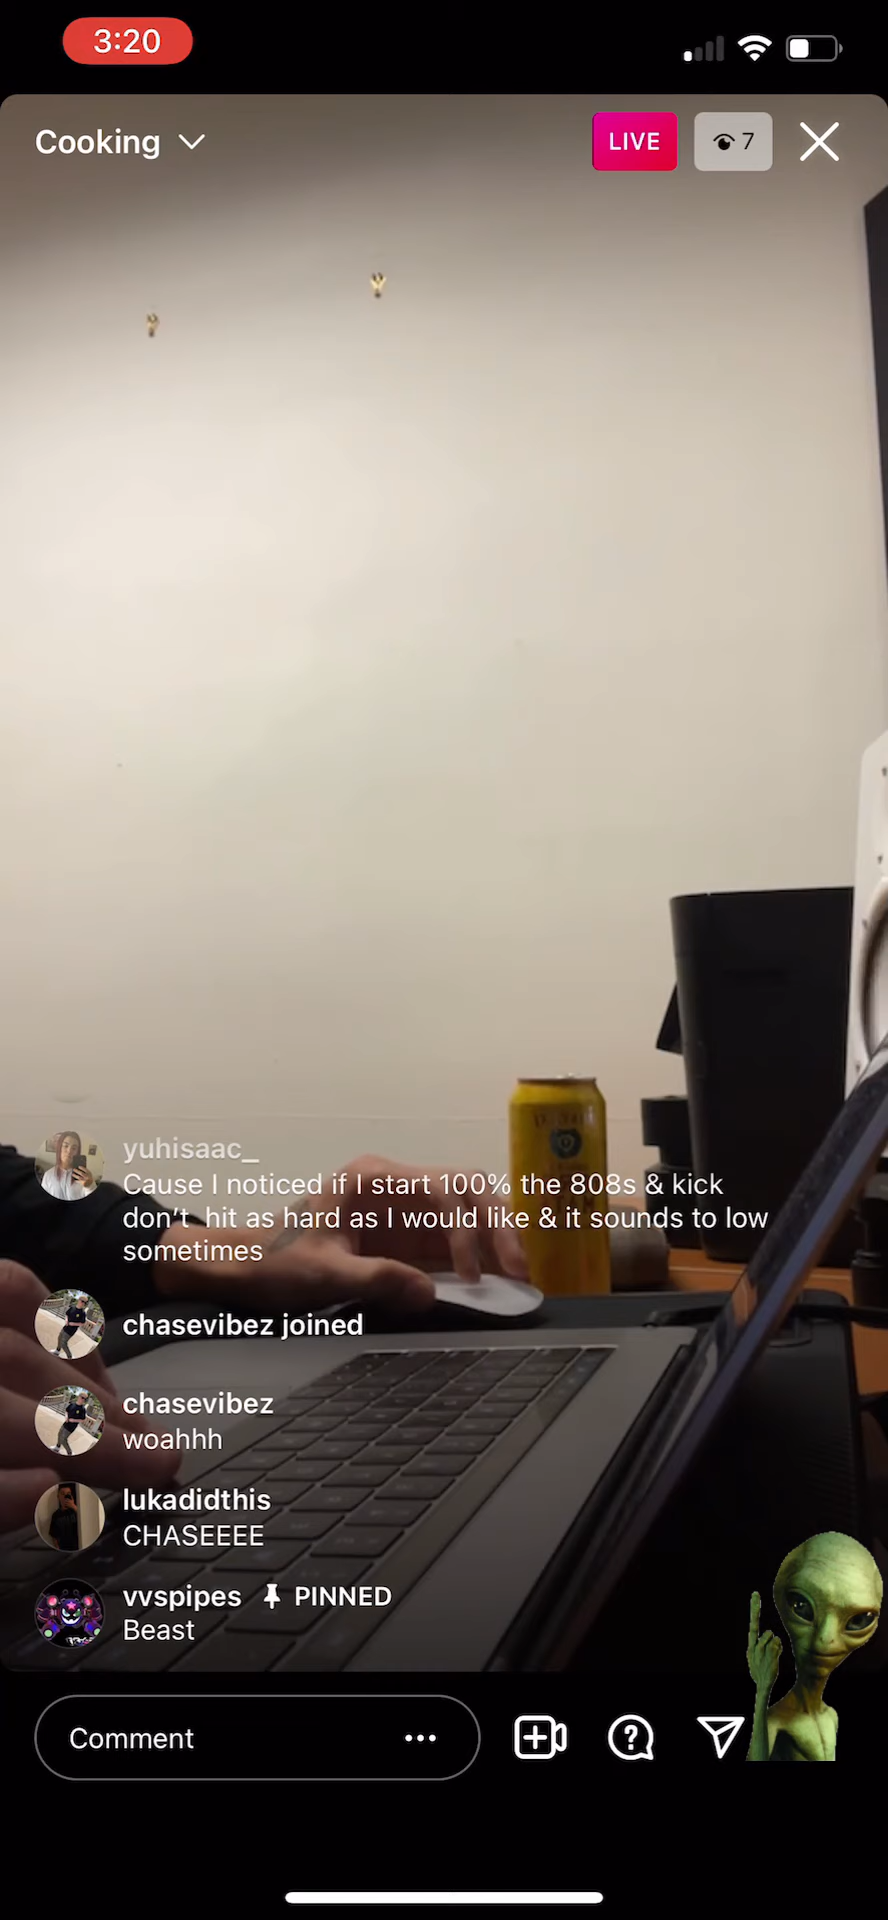 3:20
Cooking
LIVE
7
yuhisaac_
Cause I noticed if I start 100% the 808s & kick
don't hit as hard as I would like & it sounds to low
sometimes
chasevibez joined
chasevibez
woahhh
lukadidthis
CHASEEEE
vvspipes PINNED
Beast
Comment